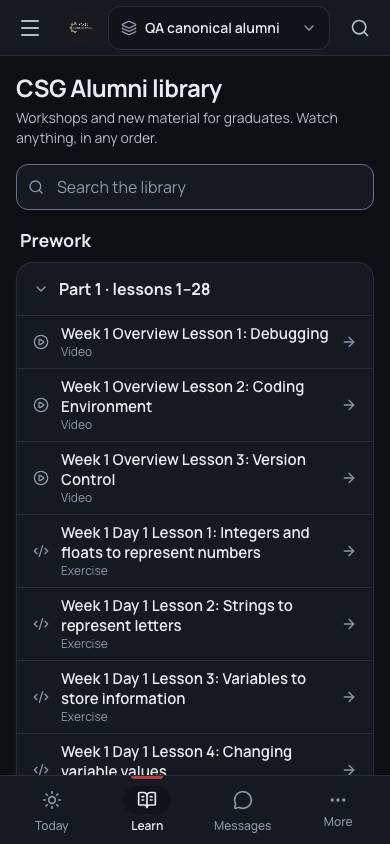 QA canonical alumni
CSG Alumni library
Workshops and new material for graduates. Watch
anything, in any order.
Search the library
Prework
Part 1 · lessons 1–28
Week 1 Overview Lesson 1: Debugging
Video
Week 1 Overview Lesson 2: Coding
Environment
Video
Week 1 Overview Lesson 3: Version
Control
Video
Week 1 Day 1 Lesson 1: Integers and
floats to represent numbers
Exercise
Week 1 Day 1 Lesson 2: Strings to
represent letters
Exercise
Week 1 Day 1 Lesson 3: Variables to
store information
Exercise
Week 1 Day 1 Lesson 4: Changing
variable values
Today
Learn
Messages
More